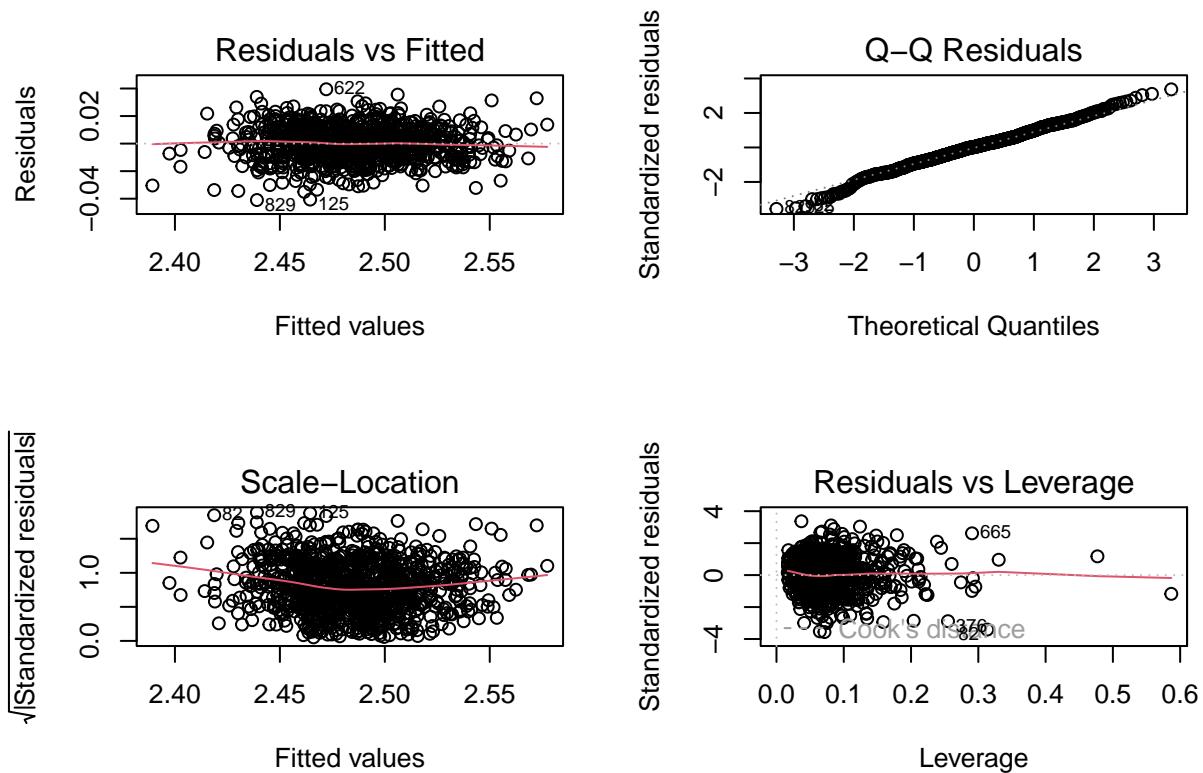 Residuals vs Fitted
Residuals
0.02
−0.04
622
829
125
2.40 2.45 2.50 2.55
Fitted values
Q−Q Residuals
Standardized residuals
2
−2
−3 −2 −1 0 1 2 3
Theoretical Quantiles
Scale−Location
√|Standardized residuals|
1.0
0.0
82
829
125
2.40 2.45 2.50 2.55
Fitted values
Residuals vs Leverage
Standardized residuals
4
0
−4
665
376
Cook's distance
0.0 0.1 0.2 0.3 0.4 0.5 0.6
Leverage